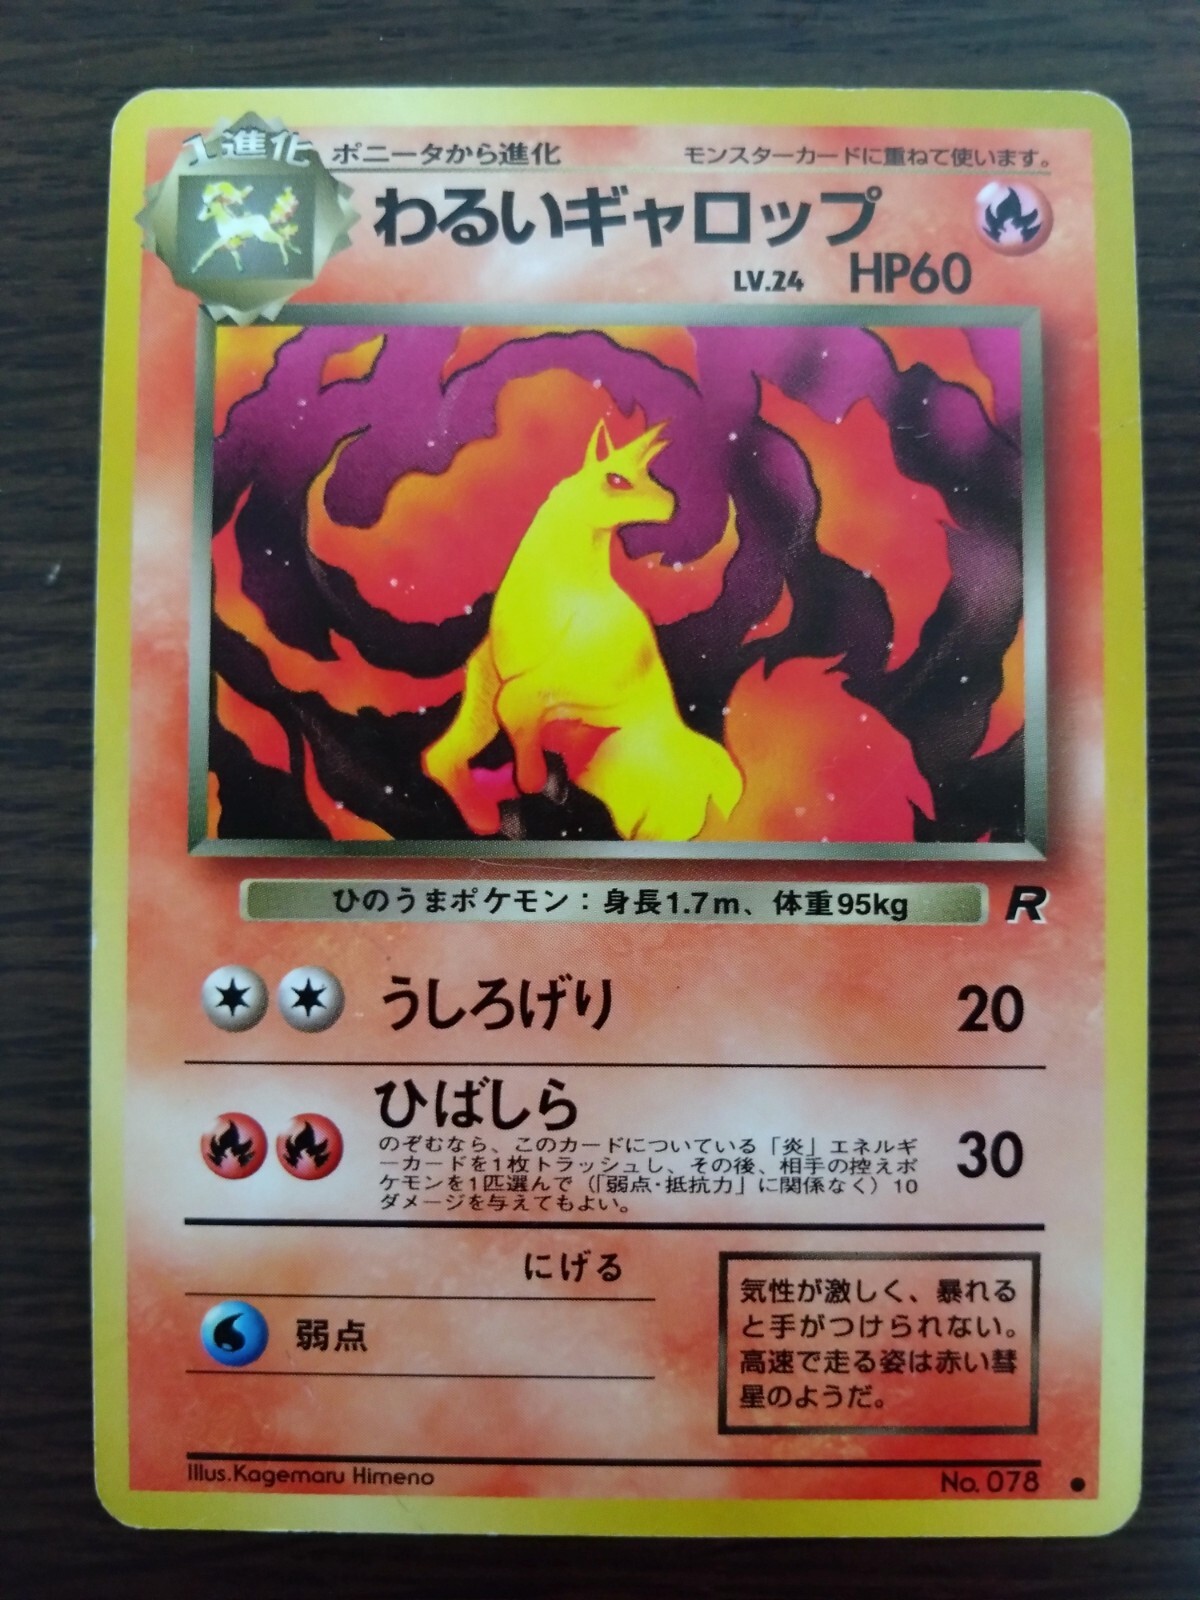 1進化
ポニータから進化
モンスターカードに重ねて使います。
わるいギャロップ
LV.24 HP60
ひのうまポケモン：身長1.7m、体重95kg
R
うしろげり 20
ひばしら
のぞむなら、このカードについている「炎」エネルギ
ーカードを1枚トラッシュし、その後、相手の控えポ
ケモンを1匹選んで（「弱点・抵抗力」に関係なく）10
ダメージを与えてもよい。
30
にげる
弱点
気性が激しく、暴れる
と手がつけられない。
高速で走る姿は赤い彗
星のようだ。
Illus.Kagemaru Himeno
No. 078 ●